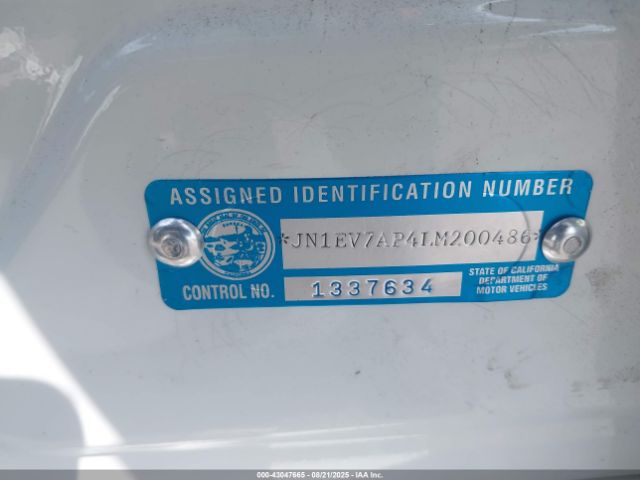 ASSIGNED IDENTIFICATION NUMBER
*JN1EV7AP4LM200486*
CONTROL NO. 1337634
STATE OF CALIFORNIA
DEPARTMENT OF
MOTOR VEHICLES
000-43047665 - 08/21/2025 - IAA Inc.